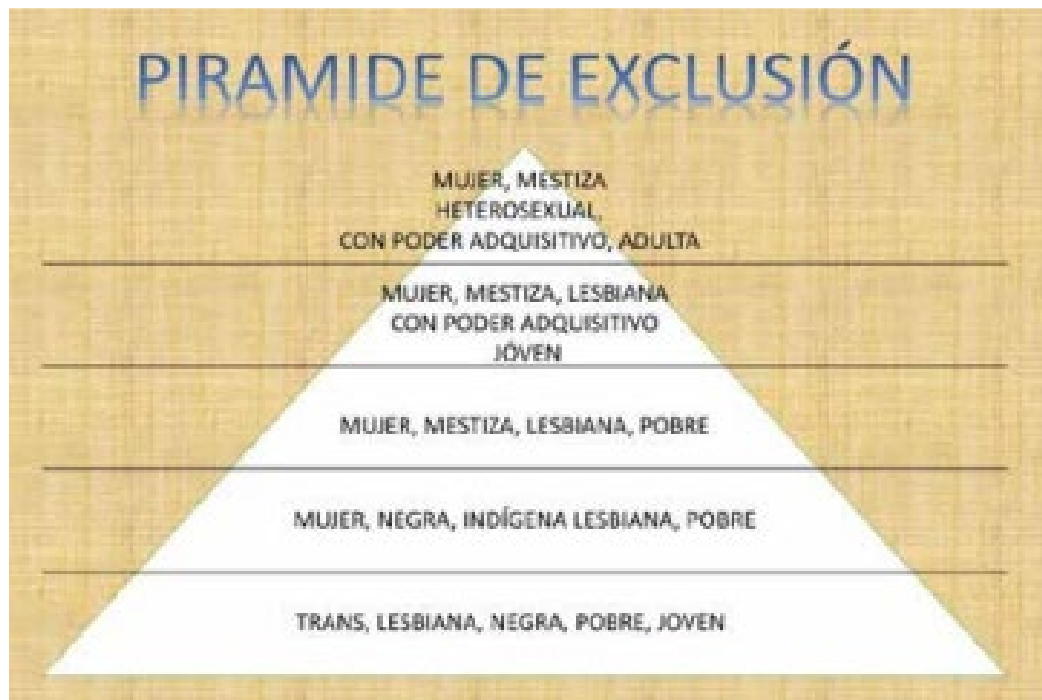 PIRAMIDE DE EXCLUSIÓN
MUJER, MESTIZA
HETEROSEXUAL,
CON PODER ADQUISITIVO, ADULTA
MUJER, MESTIZA, LESBIANA
CON PODER ADQUISITIVO
JÓVEN
MUJER, MESTIZA, LESBIANA, POBRE
MUJER, NEGRA, INDÍGENA LESBIANA, POBRE
TRANS, LESBIANA, NEGRA, POBRE, JOVEN